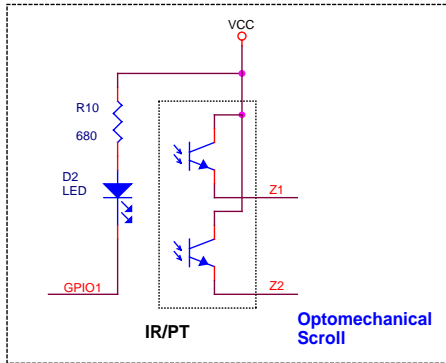 VCC
R10
680
D2
LED
Z1
GPIO1
Z2
IR/PT
Optomechanical
Scroll